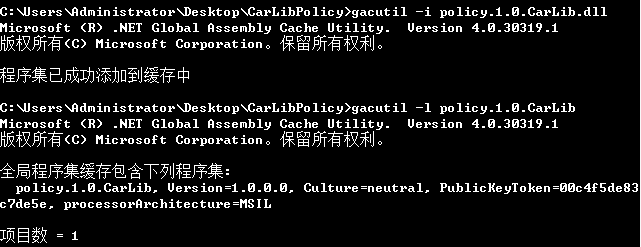 C:\Users\Administrator\Desktop\CarLibPolicy>gacutil -i policy.1.0.CarLib.dll
Microsoft (R) .NET Global Assembly Cache Utility.  Version 4.0.30319.1
版权所有(C) Microsoft Corporation。保留所有权利。
程序集已成功添加到缓存中
C:\Users\Administrator\Desktop\CarLibPolicy>gacutil -l policy.1.0.CarLib
Microsoft (R) .NET Global Assembly Cache Utility.  Version 4.0.30319.1
版权所有(C) Microsoft Corporation。保留所有权利。
全局程序集缓存包含下列程序集:
policy.1.0.CarLib, Version=1.0.0.0, Culture=neutral, PublicKeyToken=00c4f5de83
c7de5e, processorArchitecture=MSIL
项目数 = 1